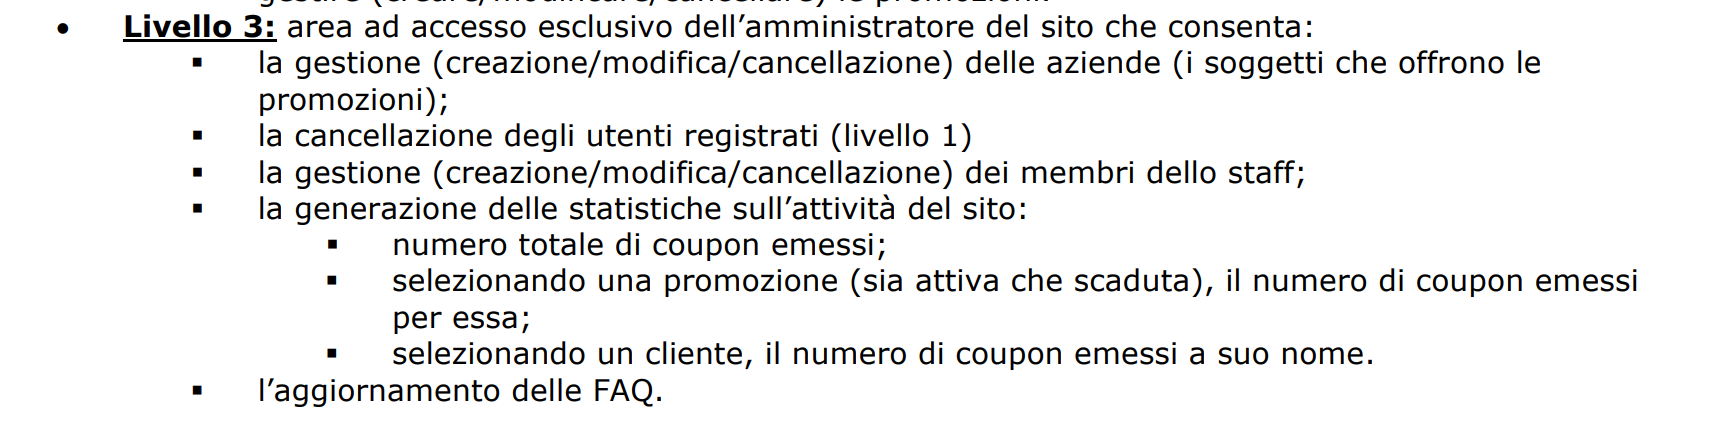 • Livello 3: area ad accesso esclusivo dell’amministratore del sito che consenta:
▪ la gestione (creazione/modifica/cancellazione) delle aziende (i soggetti che offrono le
promozioni);
▪ la cancellazione degli utenti registrati (livello 1)
▪ la gestione (creazione/modifica/cancellazione) dei membri dello staff;
▪ la generazione delle statistiche sull’attività del sito:
▪ numero totale di coupon emessi;
▪ selezionando una promozione (sia attiva che scaduta), il numero di coupon emessi
per essa;
▪ selezionando un cliente, il numero di coupon emessi a suo nome.
▪ l’aggiornamento delle FAQ.